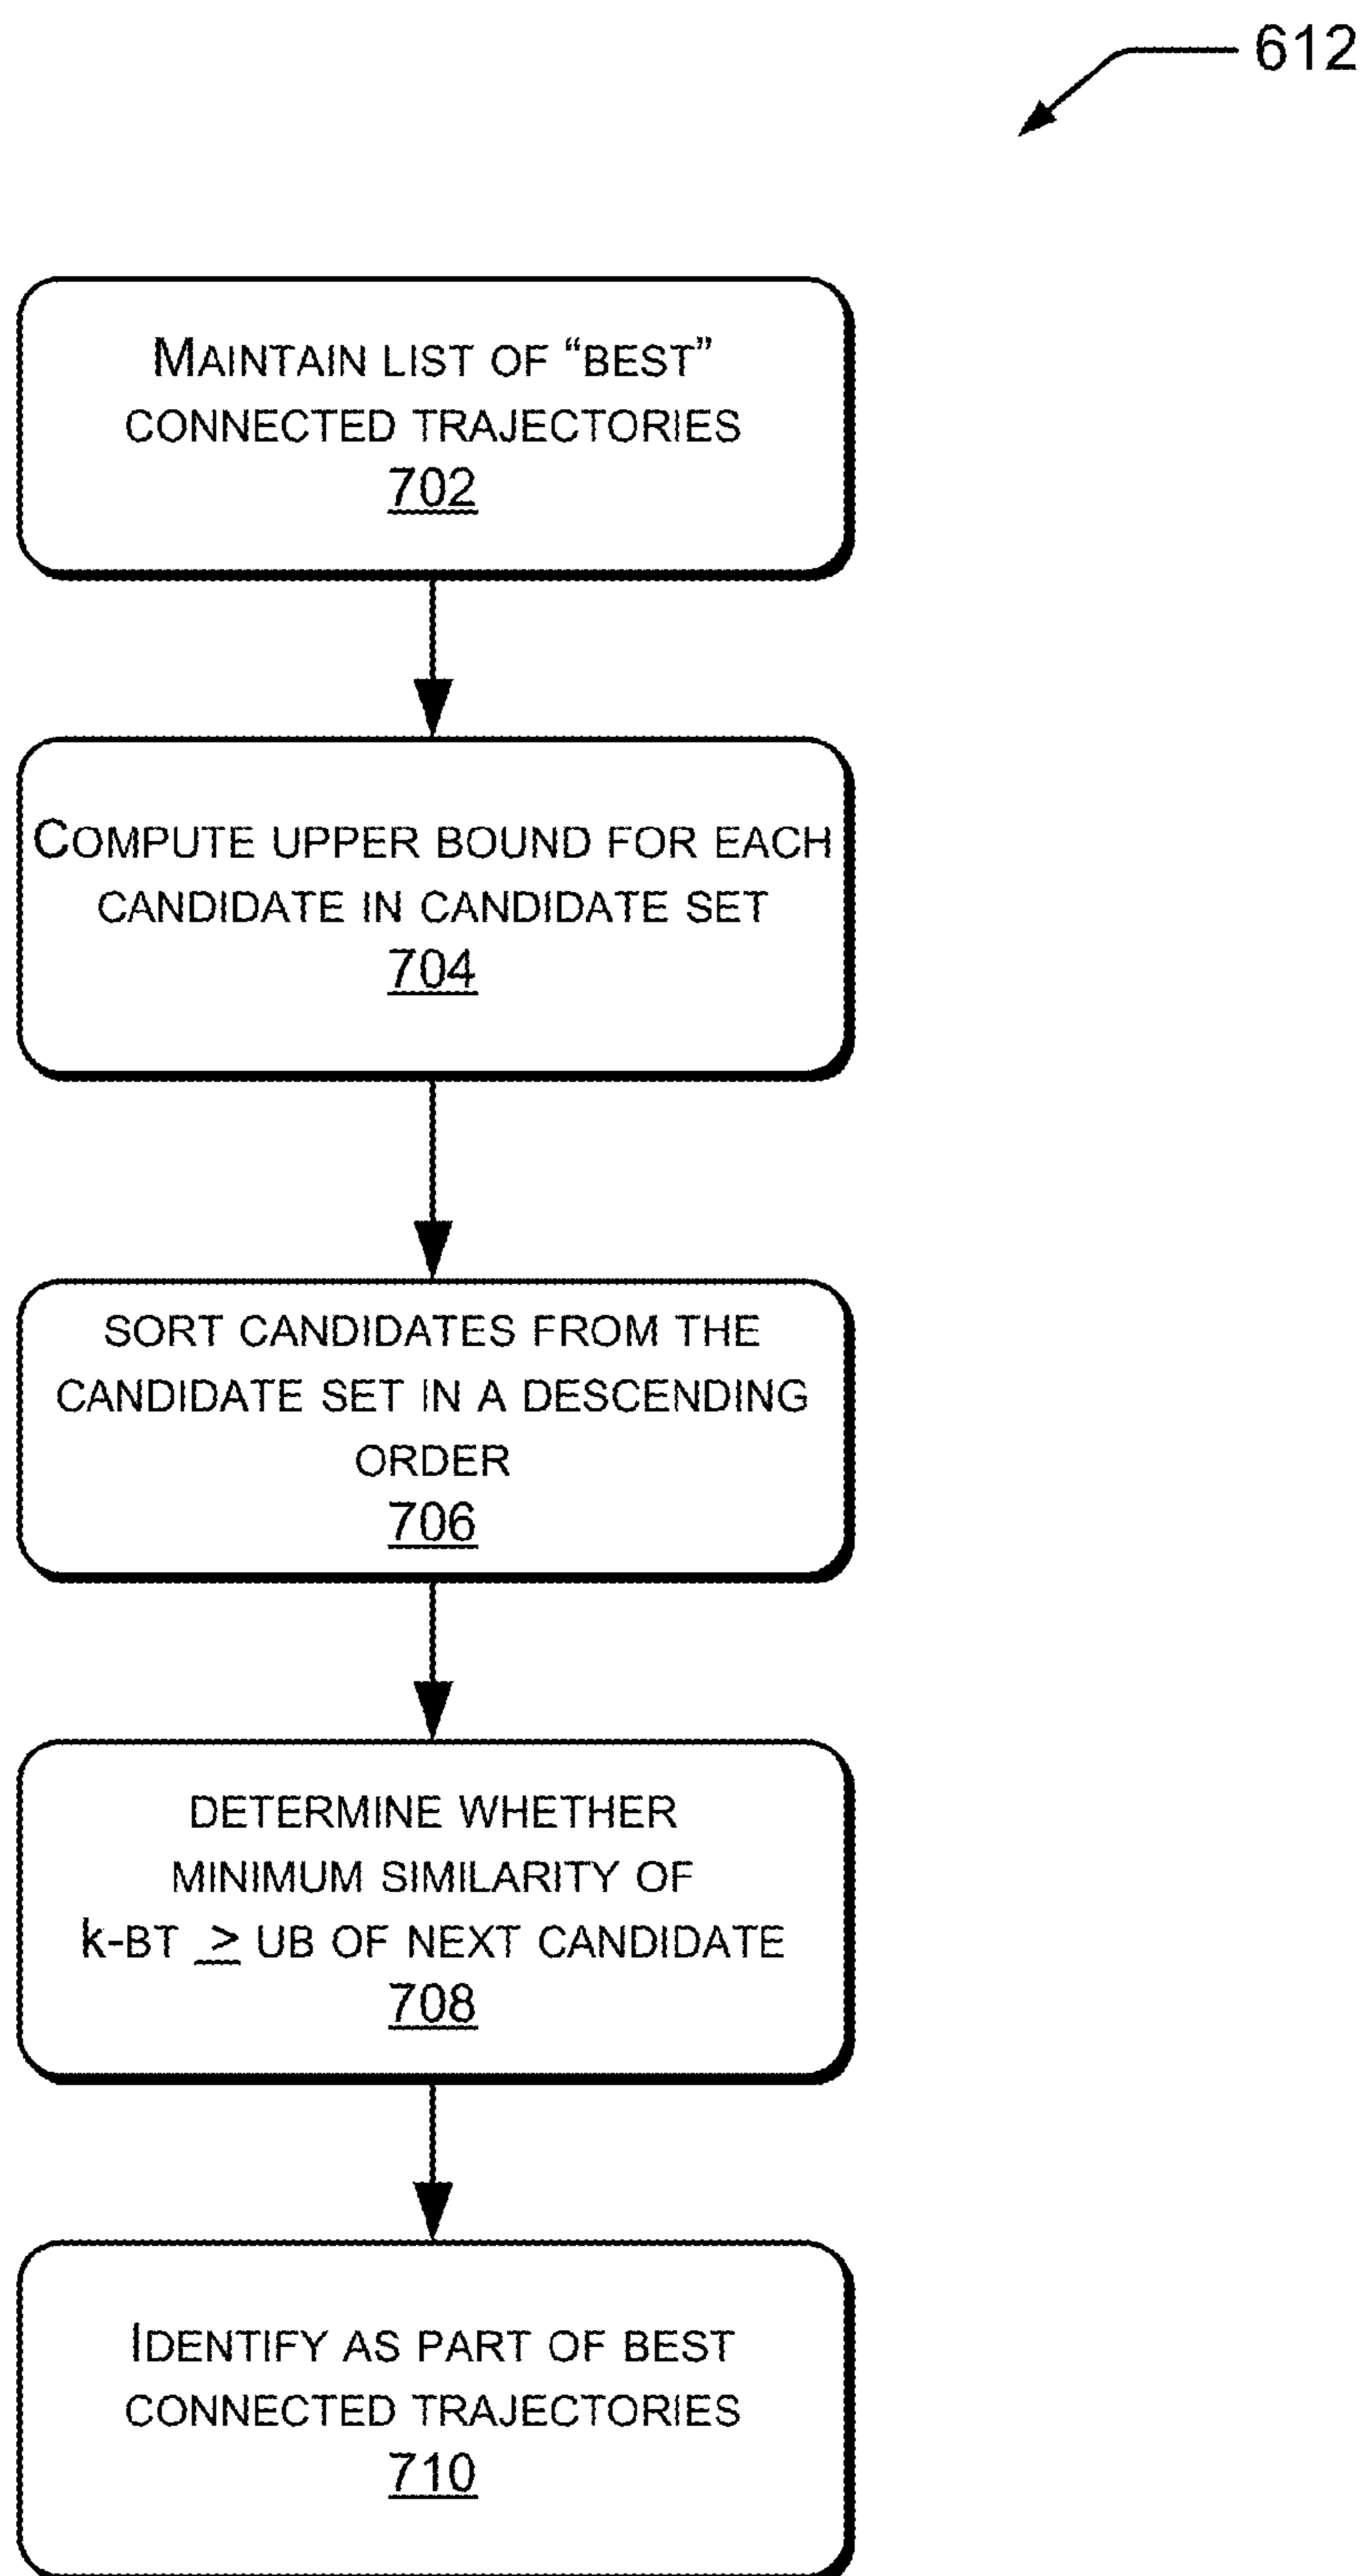 612
MAINTAIN LIST OF “BEST”
CONNECTED TRAJECTORIES
702
COMPUTE UPPER BOUND FOR EACH
CANDIDATE IN CANDIDATE SET
704
SORT CANDIDATES FROM THE
CANDIDATE SET IN A DESCENDING
ORDER
706
DETERMINE WHETHER
MINIMUM SIMILARITY OF
k-BT ≥ UB OF NEXT CANDIDATE
708
IDENTIFY AS PART OF BEST
CONNECTED TRAJECTORIES
710